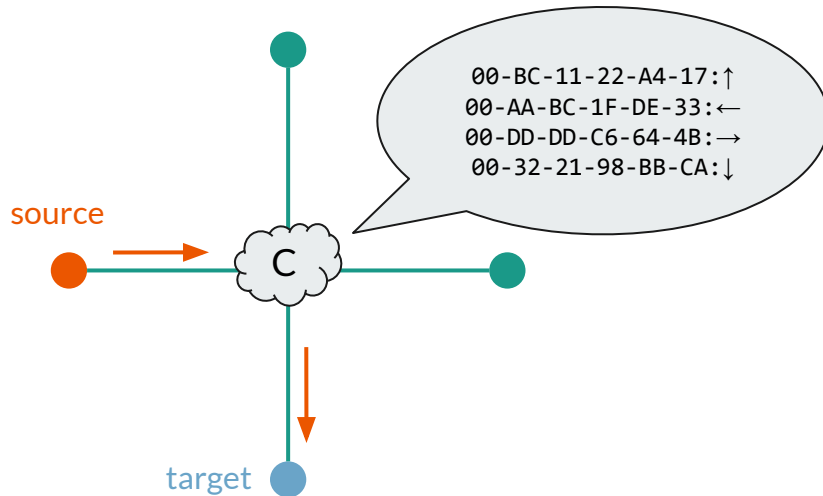 00-BC-11-22-A4-17:↑
00-AA-BC-1F-DE-33:←
00-DD-DD-C6-64-4B:→
00-32-21-98-BB-CA:↓
source
C
target